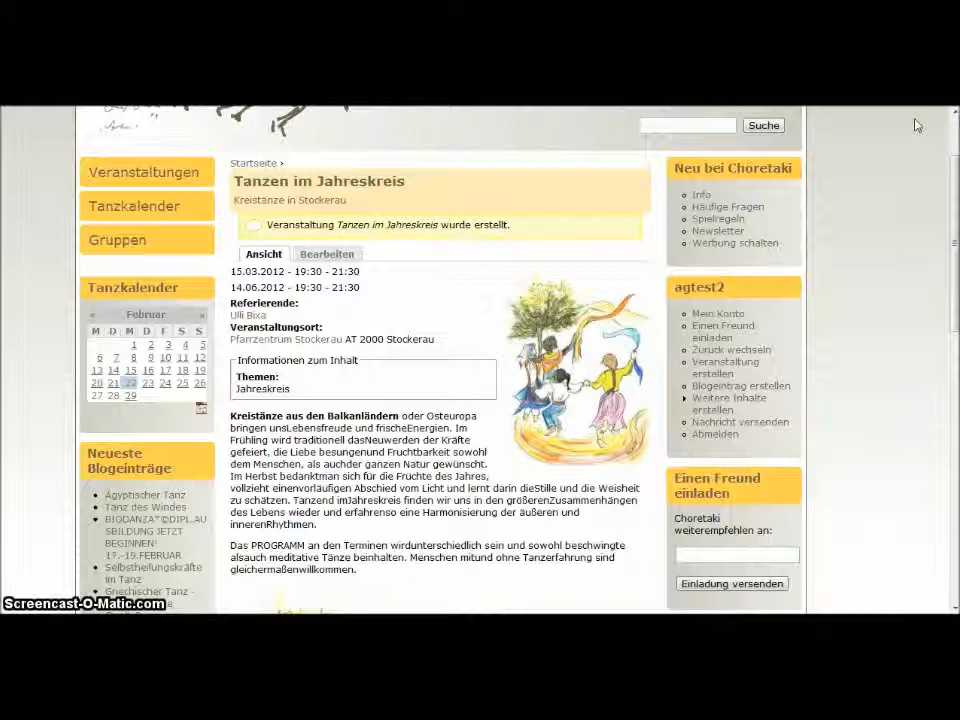 Suche
Veranstaltungen
Tanzkalender
Gruppen
Tanzkalender
« Februar »
M D M D F S S
1 2 3 4 5
6 7 8 9 10 11 12
13 14 15 16 17 18 19
20 21 22 23 24 25 26
27 28 29
Neueste
Blogeinträge
Ägyptischer Tanz
Tanz des Windes
BIODANZA®©DIPL.AU
SBILDUNG JETZT
BEGINNEN!
17.-19.FEBRUAR
Selbstheilungskräfte
im Tanz
Griechischer Tanz -
Screencast-O-Matic.com
Startseite ›
Tanzen im Jahreskreis
Kreistänze in Stockerau
Veranstaltung Tanzen im Jahreskreis wurde erstellt.
Ansicht Bearbeiten
15.03.2012 - 19:30 - 21:30
14.06.2012 - 19:30 - 21:30
Referierende:
Ulli Bixa
Veranstaltungsort:
Pfarrzentrum Stockerau AT 2000 Stockerau
Informationen zum Inhalt
Themen:
Jahreskreis
Kreistänze aus den Balkanländern oder Osteuropa
bringen unsLebensfreude und frischeEnergien. Im
Frühling wird traditionell dasNeuwerden der Kräfte
gefeiert, die Liebe besungenund Fruchtbarkeit sowohl
dem Menschen, als auchder ganzen Natur gewünscht.
Im Herbst bedanktman sich für die Früchte des Jahres,
vollzieht einenvorläufigen Abschied vom Licht und lernt darin dieStille und die Weisheit
zu schätzen. Tanzend imJahreskreis finden wir uns in den größerenZusammenhängen
des Lebens wieder und erfahrenso eine Harmonisierung der äußeren und
innerenRhythmen.
Das PROGRAMM an den Terminen wirdunterschiedlich sein und sowohl beschwingte
alsauch meditative Tänze beinhalten. Menschen mitund ohne Tanzerfahrung sind
gleichermaßenwillkommen.
Neu bei Choretaki
Info
Häufige Fragen
Spielregeln
Newsletter
Werbung schalten
agtest2
Mein Konto
Einen Freund
einladen
Zurück wechseln
Veranstaltung
erstellen
Blogeintrag erstellen
Weitere Inhalte
erstellen
Nachricht versenden
Abmelden
Einen Freund
einladen
Choretaki
weiterempfehlen an:
Einladung versenden